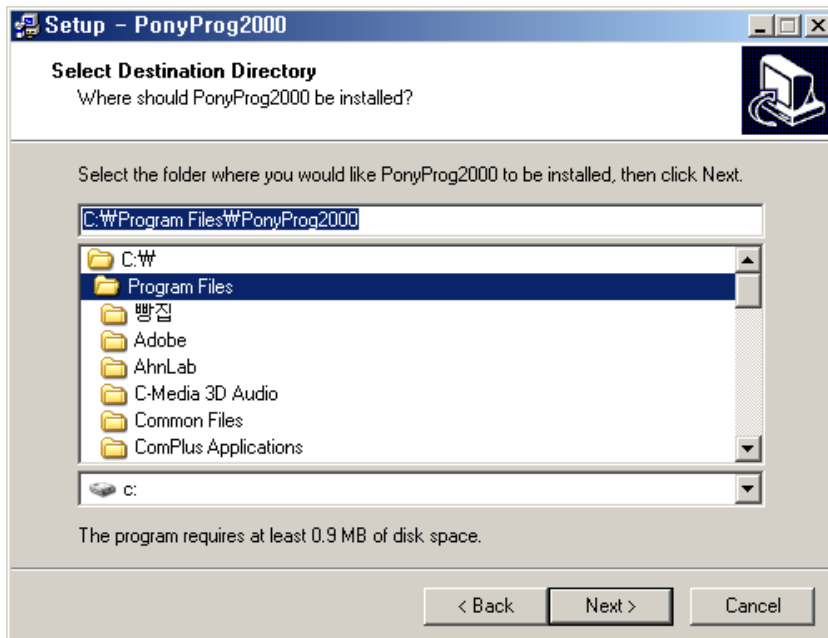 Setup - PonyProg2000
Select Destination Directory
Where should PonyProg2000 be installed?
Select the folder where you would like PonyProg2000 to be installed, then click Next.
C:₩Program Files₩PonyProg2000
C:₩
Program Files
빵집
Adobe
AhnLab
C-Media 3D Audio
Common Files
ComPlus Applications
c:
The program requires at least 0.9 MB of disk space.
< Back Next > Cancel